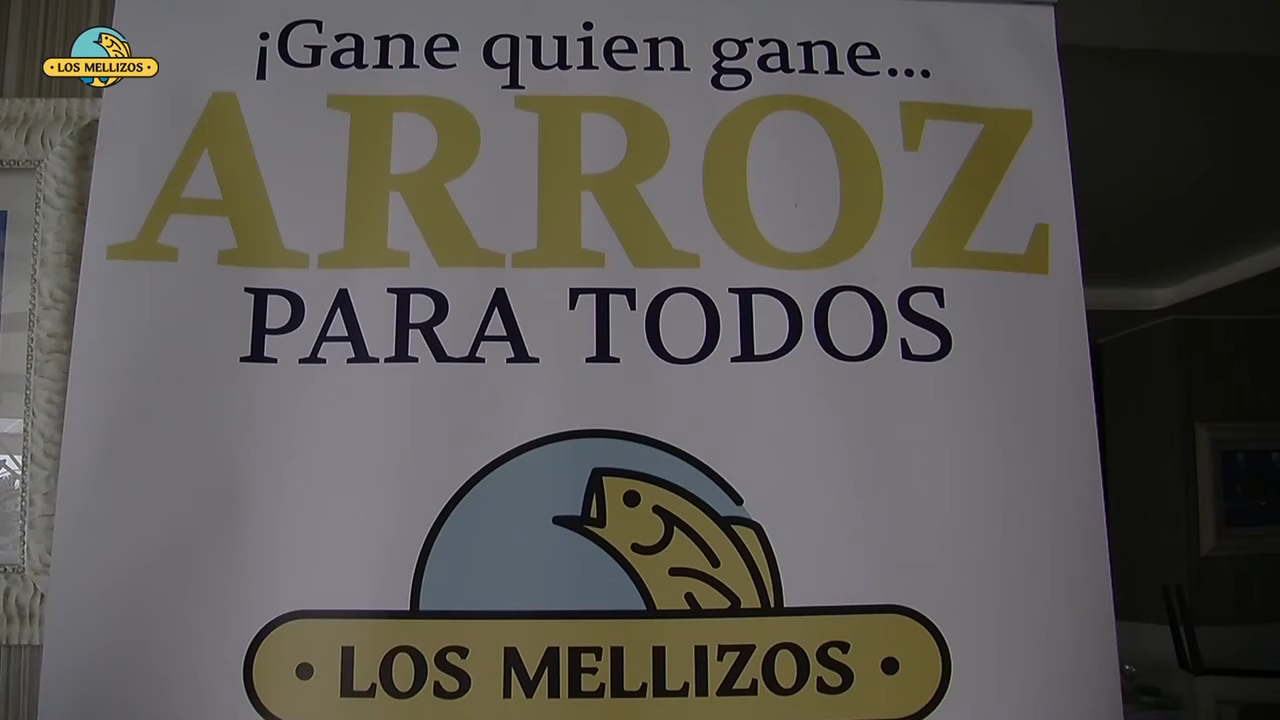 · LOS MELLIZOS ·
¡Gane quien gane...
ARROZ
PARA TODOS
· LOS MELLIZOS ·